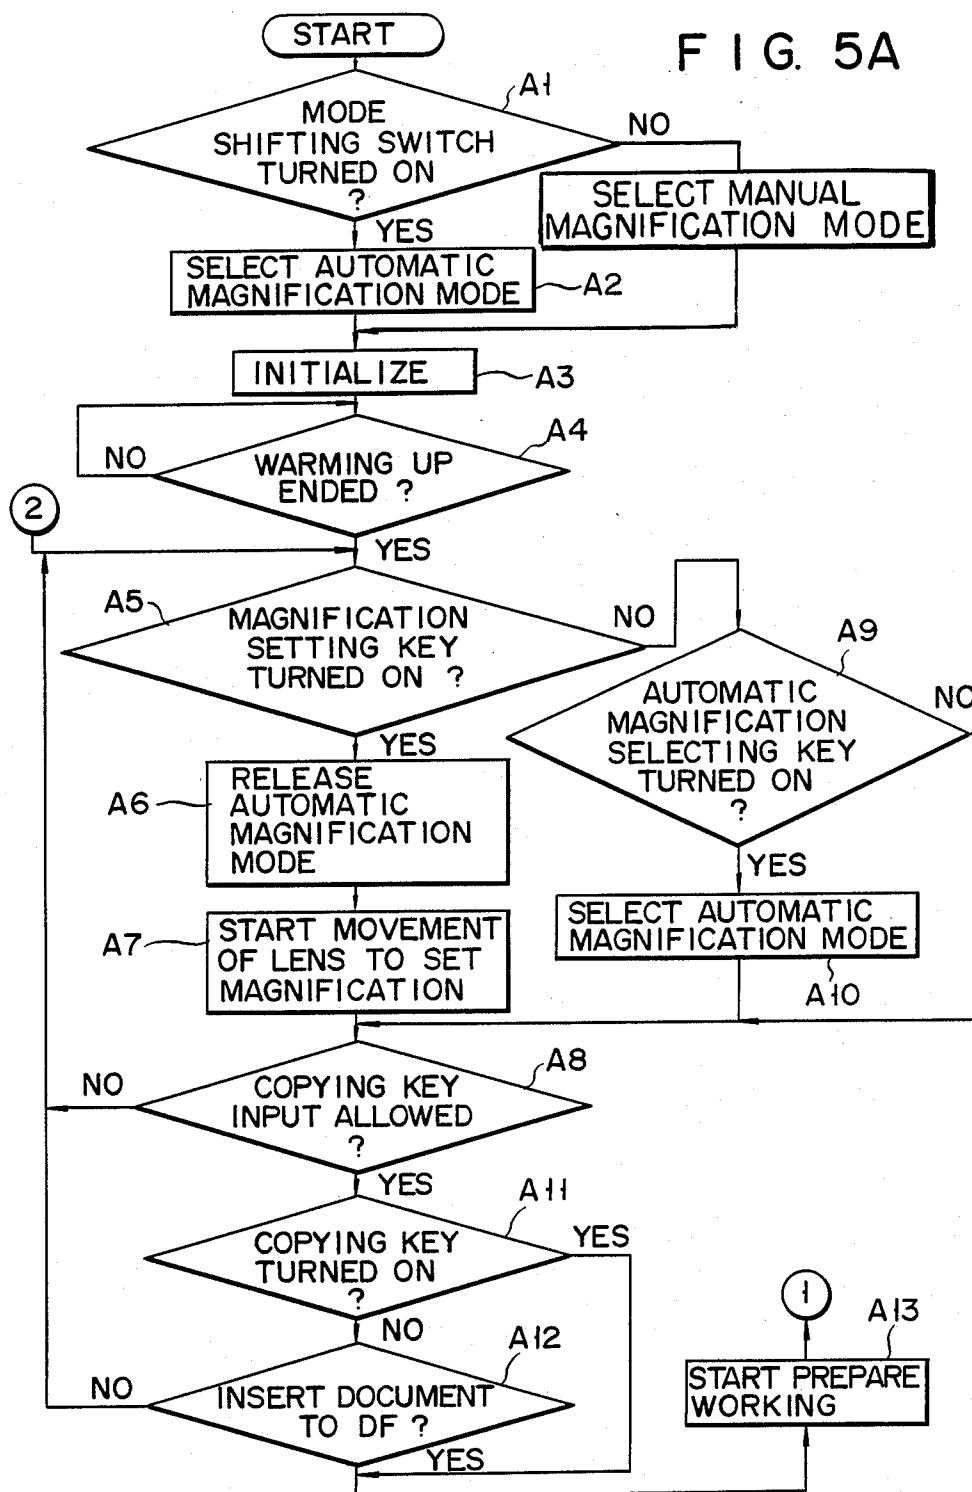 START
FIG. 5A
A1
MODE
SHIFTING SWITCH
TURNED ON
?
NO
SELECT MANUAL
MAGNIFICATION MODE
YES
SELECT AUTOMATIC
MAGNIFICATION MODE
A2
INITIALIZE
A3
A4
NO
WARMING UP
ENDED ?
2
YES
A5
MAGNIFICATION
SETTING KEY
TURNED ON ?
NO
A9
AUTOMATIC
MAGNIFICATION
SELECTING KEY
TURNED ON
?
NO
YES
A6
RELEASE
AUTOMATIC
MAGNIFICATION
MODE
YES
SELECT AUTOMATIC
MAGNIFICATION MODE
A10
A7
START MOVEMENT
OF LENS TO SET
MAGNIFICATION
A8
NO
COPYING KEY
INPUT ALLOWED
?
YES
A11
COPYING KEY
TURNED ON
?
YES
NO
A12
NO
INSERT DOCUMENT
TO DF ?
YES
1
A13
START PREPARE
WORKING